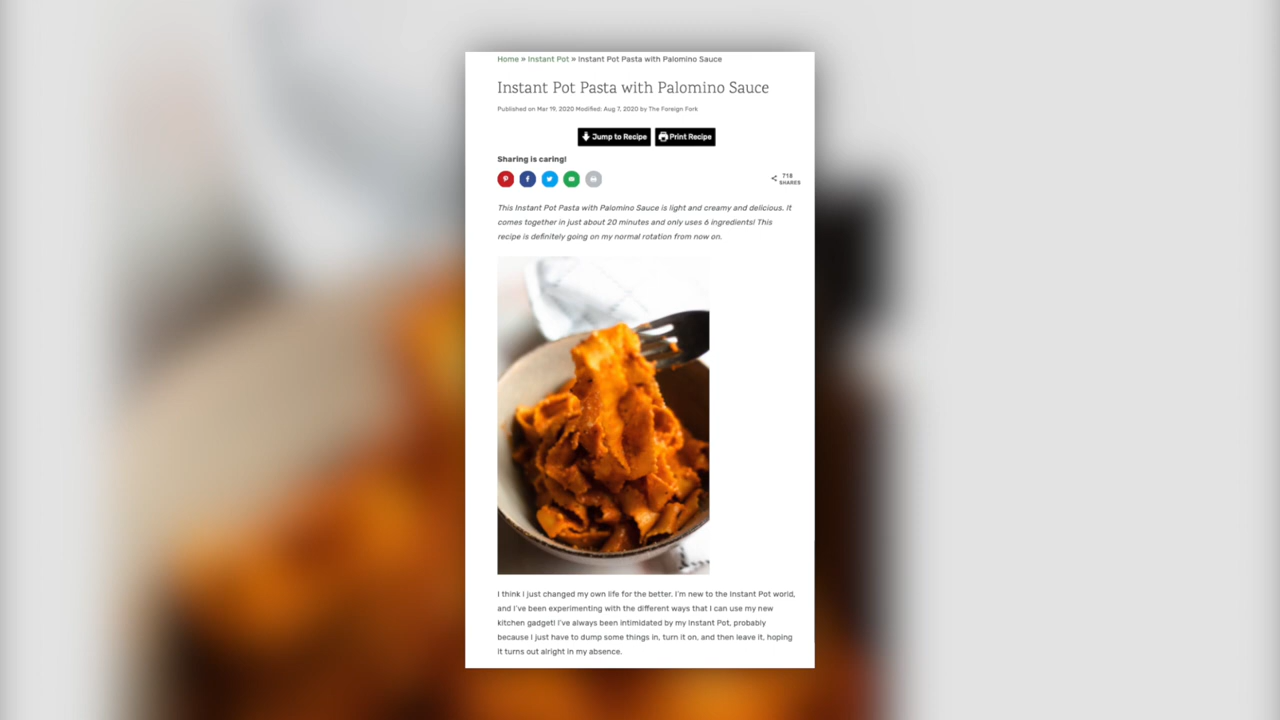 Home » Instant Pot » Instant Pot Pasta with Palomino Sauce
Instant Pot Pasta with Palomino Sauce
Published on Mar 19, 2020 Modified: Aug 7, 2020 by The Foreign Fork
Jump to Recipe Print Recipe
Sharing is caring!
718
SHARES
This Instant Pot Pasta with Palomino Sauce is light and creamy and delicious. It
comes together in just about 20 minutes and only uses 6 ingredients! This
recipe is definitely going on my normal rotation from now on.
I think I just changed my own life for the better. I'm new to the Instant Pot world,
and I've been experimenting with the different ways that I can use my new
kitchen gadget! I've always been intimidated by my Instant Pot, probably
because I just have to dump some things in, turn it on, and then leave it, hoping
it turns out alright in my absence.